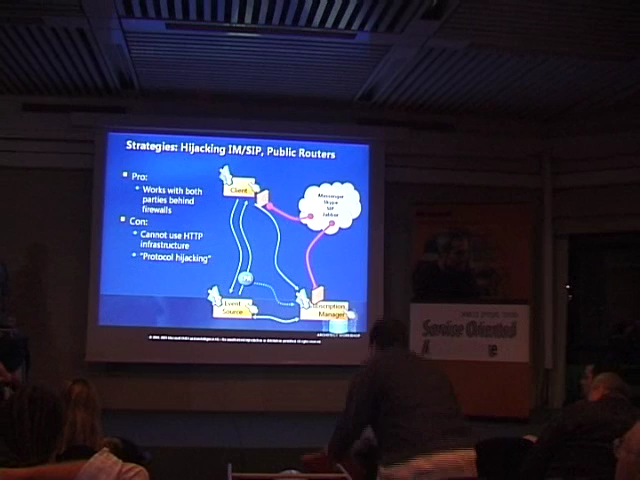 Strategies: Hijacking IM/SIP, Public Routers
Pro:
Works with both
parties behind
firewalls
Con:
Cannot use HTTP
infrastructure
"Protocol hijacking"
Client
Messenger
Skype
SIP
Jabber
Event
Source
Manager
Service Oriented